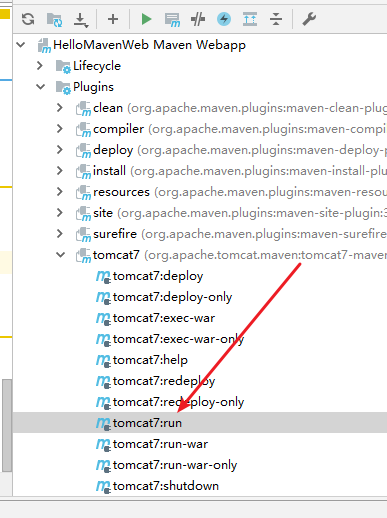 HelloMavenWeb Maven Webapp
Lifecycle
Plugins
clean (org.apache.maven.plugins:maven-clean-plug
compiler (org.apache.maven.plugins:maven-compi
deploy (org.apache.maven.plugins:maven-deploy-p
install (org.apache.maven.plugins:maven-install-plu
resources (org.apache.maven.plugins:maven-resou
site (org.apache.maven.plugins:maven-site-plugin:3
surefire (org.apache.maven.plugins:maven-surefire
tomcat7 (org.apache.tomcat.maven:tomcat7-maven
tomcat7:deploy
tomcat7:deploy-only
tomcat7:exec-war
tomcat7:exec-war-only
tomcat7:help
tomcat7:redeploy
tomcat7:redeploy-only
tomcat7:run
tomcat7:run-war
tomcat7:run-war-only
tomcat7:shutdown